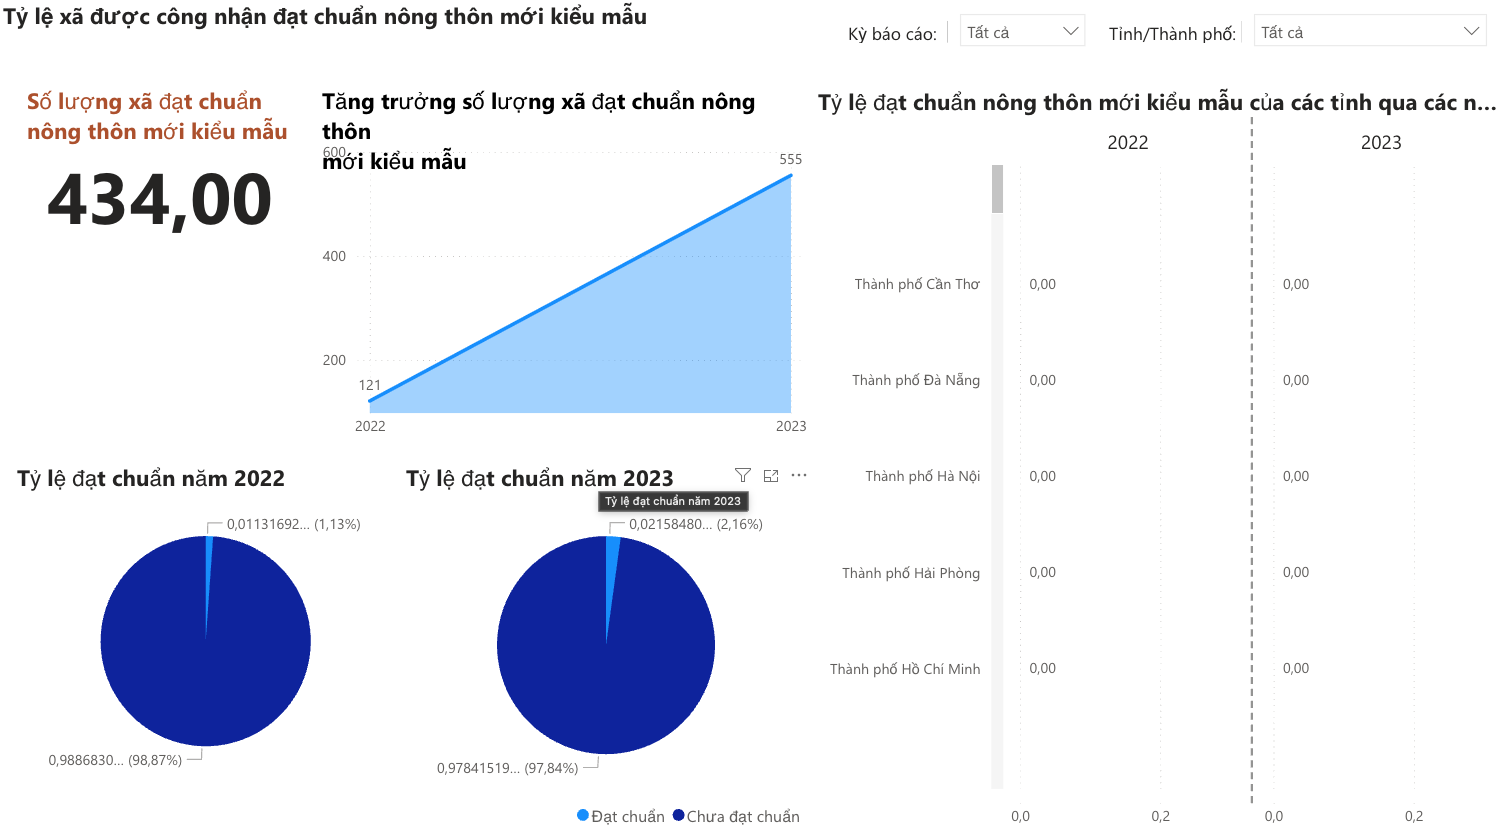 Tỷ lệ xã được công nhận đạt chuẩn nông thôn mới kiểu mẫu
Kỳ báo cáo:
Tất cả
Tỉnh/Thành phố:
Tất cả
Số lượng xã đạt chuẩn
nông thôn mới kiểu mẫu
434,00
Tăng trưởng số lượng xã đạt chuẩn nông
thôn
mới kiểu mẫu
600
400
200
121
555
2022
2023
Tỷ lệ đạt chuẩn nông thôn mới kiểu mẫu của các tỉnh qua các n...
2022
2023
Thành phố Cần Thơ
0,00
0,00
Thành phố Đà Nẵng
0,00
0,00
Thành phố Hà Nội
0,00
0,00
Thành phố Hải Phòng
0,00
0,00
Thành phố Hồ Chí Minh
0,00
0,00
0,0
0,2
0,0
0,2
Tỷ lệ đạt chuẩn năm 2022
0,01131692... (1,13%)
0,9886830... (98,87%)
Tỷ lệ đạt chuẩn năm 2023
Tỷ lệ đạt chuẩn năm 2023
0,02158480... (2,16%)
0,97841519... (97,84%)
Đạt chuẩn
Chưa đạt chuẩn